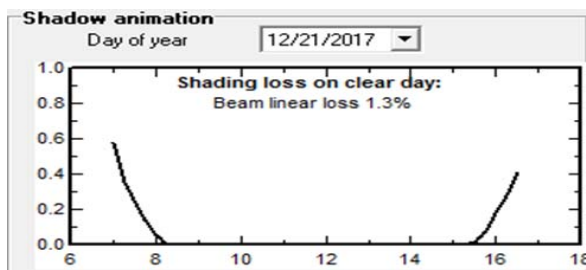 Shadow animation
Day of year 12/21/2017
Shading loss on clear day:
Beam linear loss 1.3%
1.0
0.8
0.6
0.4
0.2
0.0
6 8 10 12 14 16 18